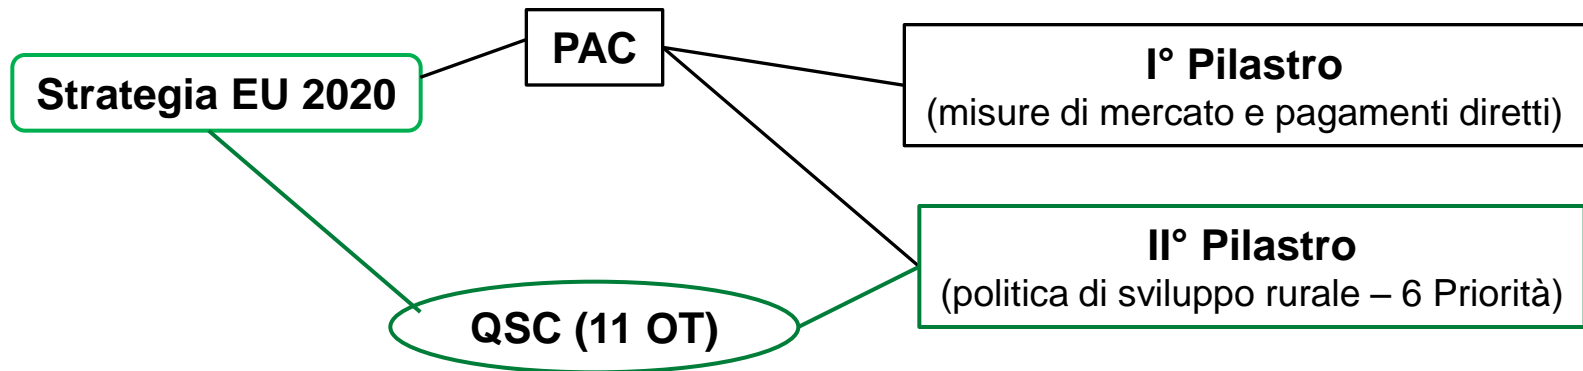 PAC
Strategia EU 2020
I° Pilastro
(misure di mercato e pagamenti diretti)
II° Pilastro
(politica di sviluppo rurale – 6 Priorità)
QSC (11 OT)